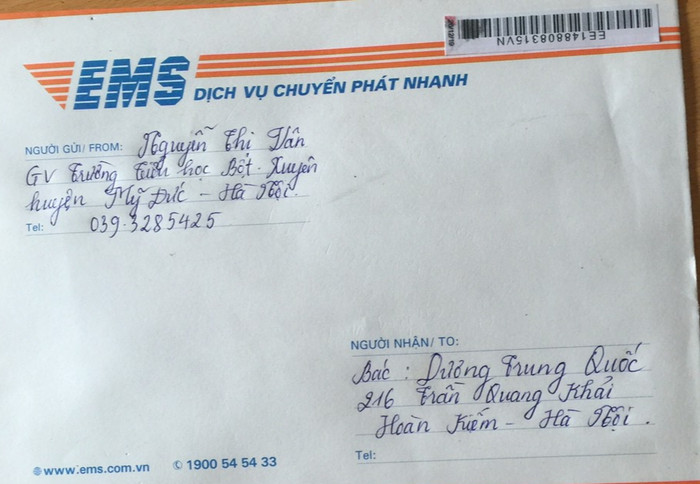 EE148808315VN
EMS DỊCH VỤ CHUYỂN PHÁT NHANH
NGƯỜI GỬI/ FROM: Nguyễn Thị Vân
GV Trường Tiểu học Bột Xuyên
huyện Mỹ Đức - Hà Nội.
Tel: 039.3285425
NGƯỜI NHẬN/ TO:
Bác: Dương Trung Quốc
216 Trần Quang Khải
Hoàn Kiếm - Hà Nội.
Tel:
www.ems.com.vn 1900 54 54 33